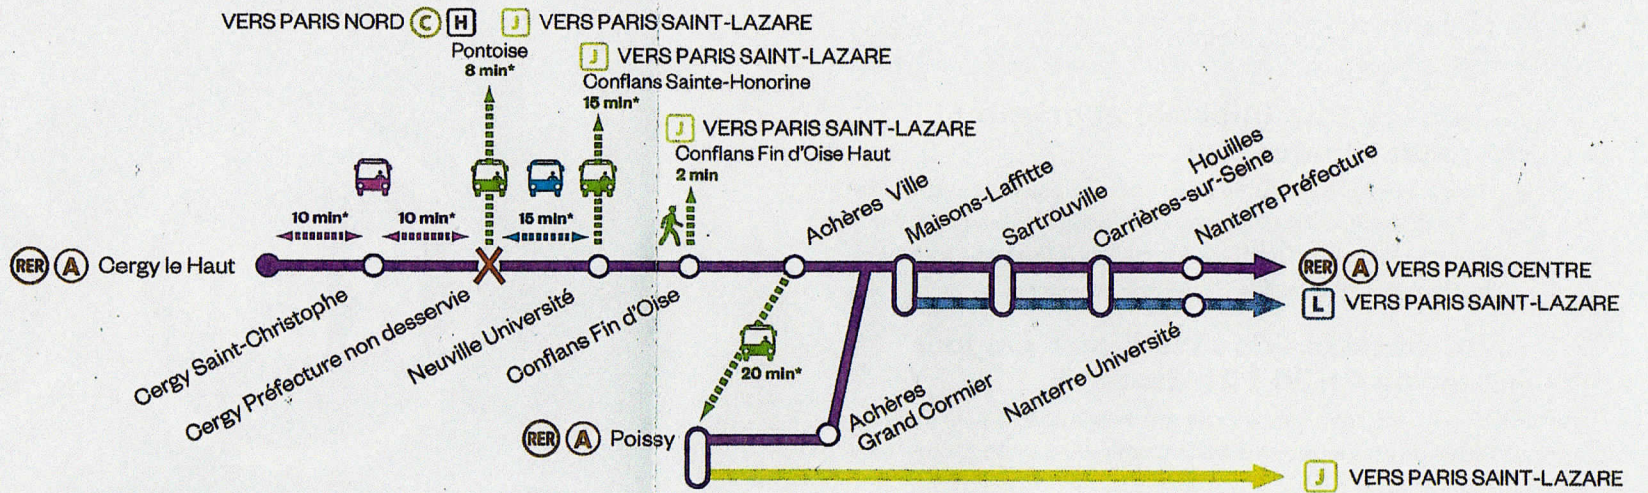 VERS PARIS NORD C H J VERS PARIS SAINT-LAZARE
Pontoise
8 min*
J VERS PARIS SAINT-LAZARE
Conflans Sainte-Honorine
15 min*
J VERS PARIS SAINT-LAZARE
Conflans Fin d'Oise Haut
2 min
10 min*
10 min*
15 min*
RER A Cergy le Haut
Cergy Saint-Christophe
Cergy Préfecture non desservie
Neuville Université
Conflans Fin d'Oise
Achères Ville
Maisons-Laffitte
Sartrouville
Houilles
Carrières-sur-Seine
Nanterre Préfecture
RER A VERS PARIS CENTRE
L VERS PARIS SAINT-LAZARE
Nanterre Université
20 min*
Achères
Grand Cormier
RER A Poissy
J VERS PARIS SAINT-LAZARE